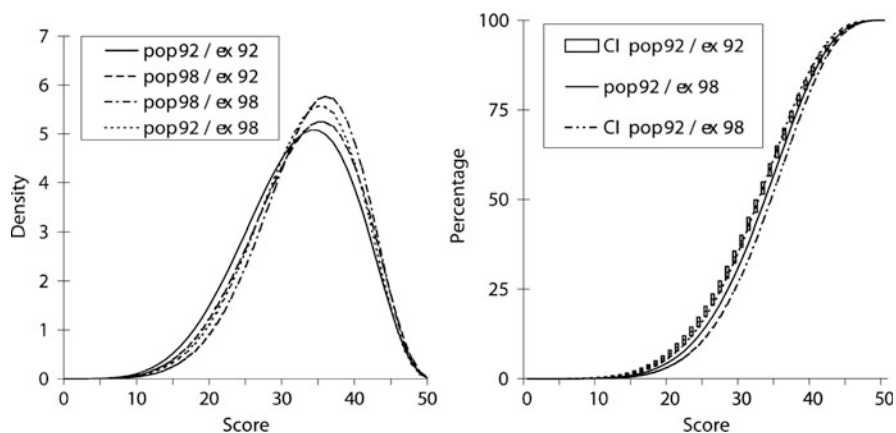 7
6
5
4
3
2
1
0
Density
pop92 / ex 92
pop98 / ex 92
pop98 / ex 98
pop92 / ex 98
0 10 20 30 40 50
Score
100
75
50
25
0
Percentage
CI pop92 / ex 92
pop92 / ex 98
CI pop92 / ex 98
0 10 20 30 40 50
Score